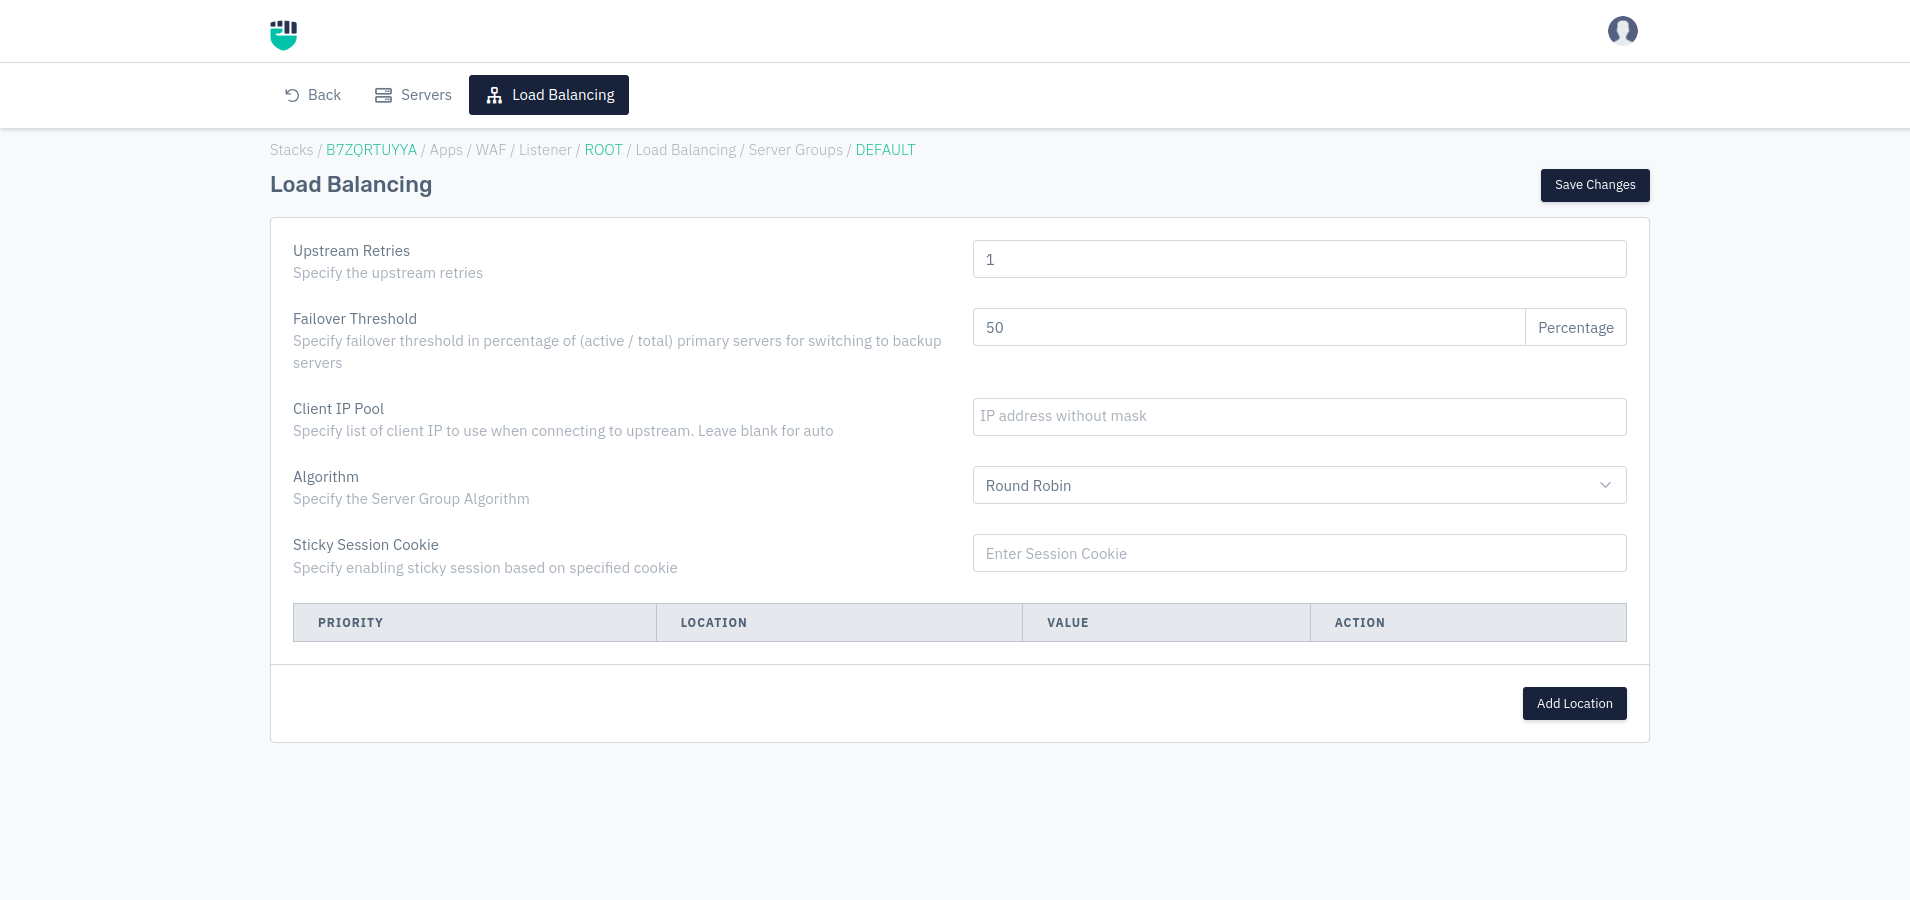 Back
Servers
Load Balancing
Stacks / B7ZQRTUYYA / Apps / WAF / Listener / ROOT / Load Balancing / Server Groups / DEFAULT
Load Balancing
Save Changes
Upstream Retries
Specify the upstream retries
1
Failover Threshold
Specify failover threshold in percentage of (active / total) primary servers for switching to backup
servers
50
Percentage
Client IP Pool
Specify list of client IP to use when connecting to upstream. Leave blank for auto
IP address without mask
Algorithm
Specify the Server Group Algorithm
Round Robin
Sticky Session Cookie
Specify enabling sticky session based on specified cookie
Enter Session Cookie
PRIORITY LOCATION VALUE ACTION
Add Location